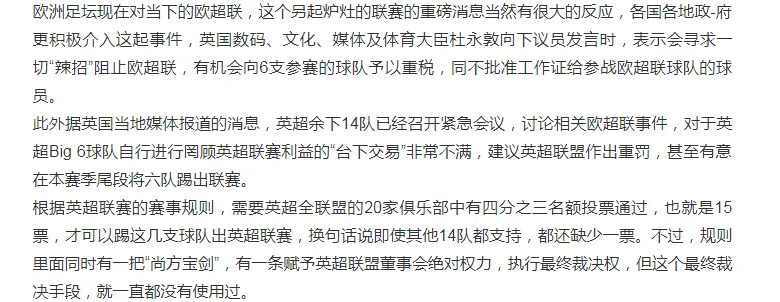 欧洲足坛现在对当下的欧超联，这个另起炉灶的联赛的重磅消息当然有很大的反应，各国各地政-府
更积极介入这起事件，英国数码、文化、媒体及体育大臣杜永敦向下议员发言时，表示会寻求一
切“辣招”阻止欧超联，有机会向6支参赛的球队予以重税，同不批准工作证给参战欧超联球队的球
员。
此外据英国当地媒体报道的消息，英超余下14队已经召开紧急会议，讨论相关欧超联事件，对于英
超Big 6球队自行进行罔顾英超联赛利益的“台下交易”非常不满，建议英超联盟作出重罚，甚至有意
在本赛季尾段将六队踢出联赛。
根据英超联赛的赛事规则，需要英超全联盟的20家俱乐部中有四分之三名额投票通过，也就是15
票，才可以踢这几支球队出英超联赛，换句话说即使其他14队都支持，都还缺少一票。不过，规则
里面同时有一把“尚方宝剑”，有一条赋予英超联盟董事会绝对权力，执行最终裁决权，但这个最终裁
决手段，就一直都没有使用过。